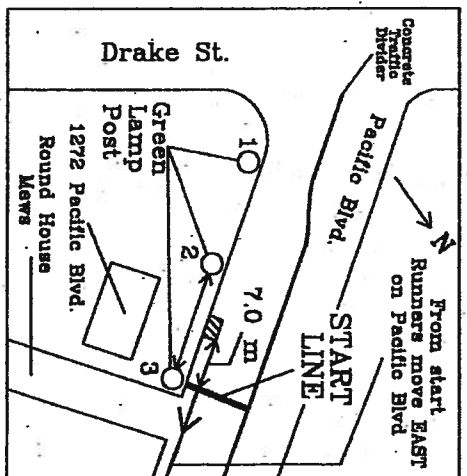 Drake St.
Concrete
Traffic
Divider
Pacific Blvd.
N
From start
Runners move EAST
on Pacific Blvd
START
LINE
7.0 m
1
2
3
Green
Lamp
Post
1272 Pacific Blvd.
Round House
Mews